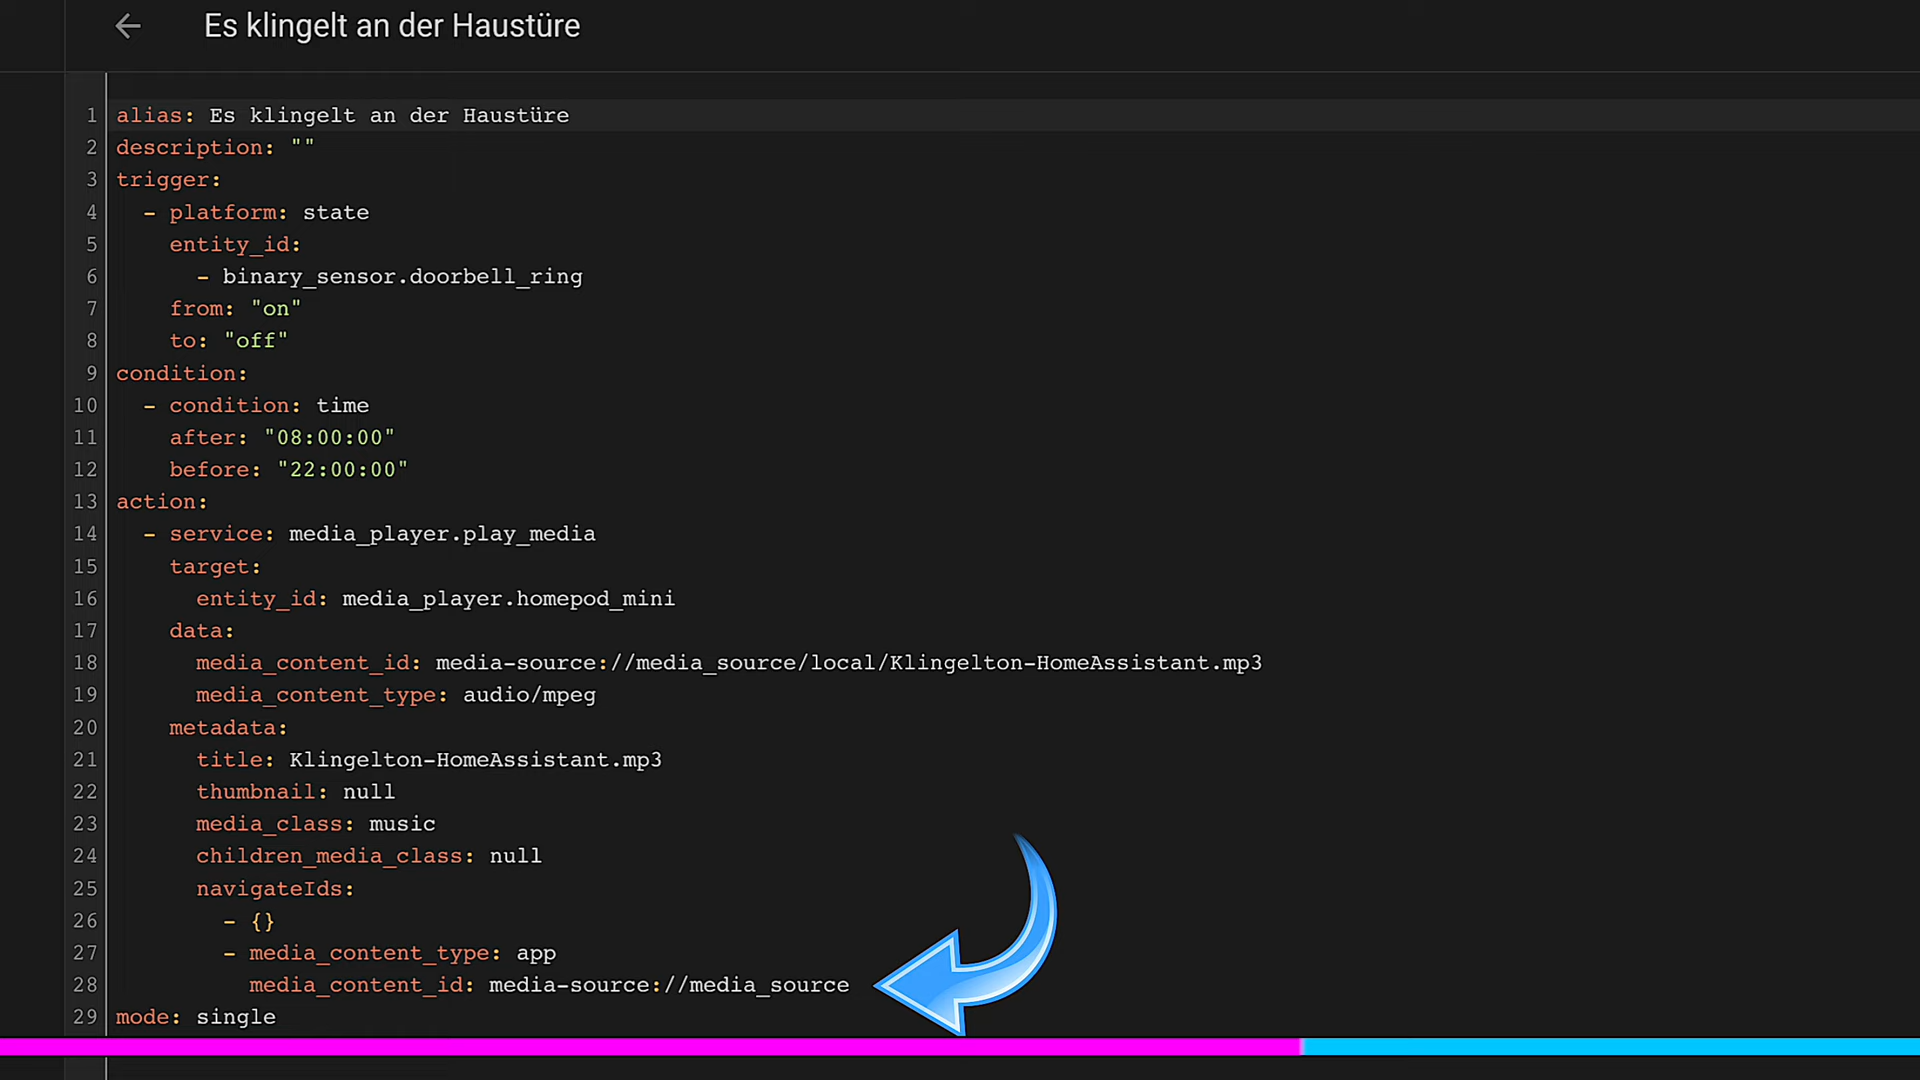 Es klingelt an der Haustüre
1 alias: Es klingelt an der Haustüre
2 description: ""
3 trigger:
4   - platform: state
5     entity_id:
6       - binary_sensor.doorbell_ring
7     from: "on"
8     to: "off"
9 condition:
10   - condition: time
11     after: "08:00:00"
12     before: "22:00:00"
13 action:
14   - service: media_player.play_media
15     target:
16       entity_id: media_player.homepod_mini
17     data:
18       media_content_id: media-source://media_source/local/Klingelton-HomeAssistant.mp3
19       media_content_type: audio/mpeg
20     metadata:
21       title: Klingelton-HomeAssistant.mp3
22       thumbnail: null
23       media_class: music
24       children_media_class: null
25       navigateIds:
26         - {}
27         - media_content_type: app
28           media_content_id: media-source://media_source
29 mode: single